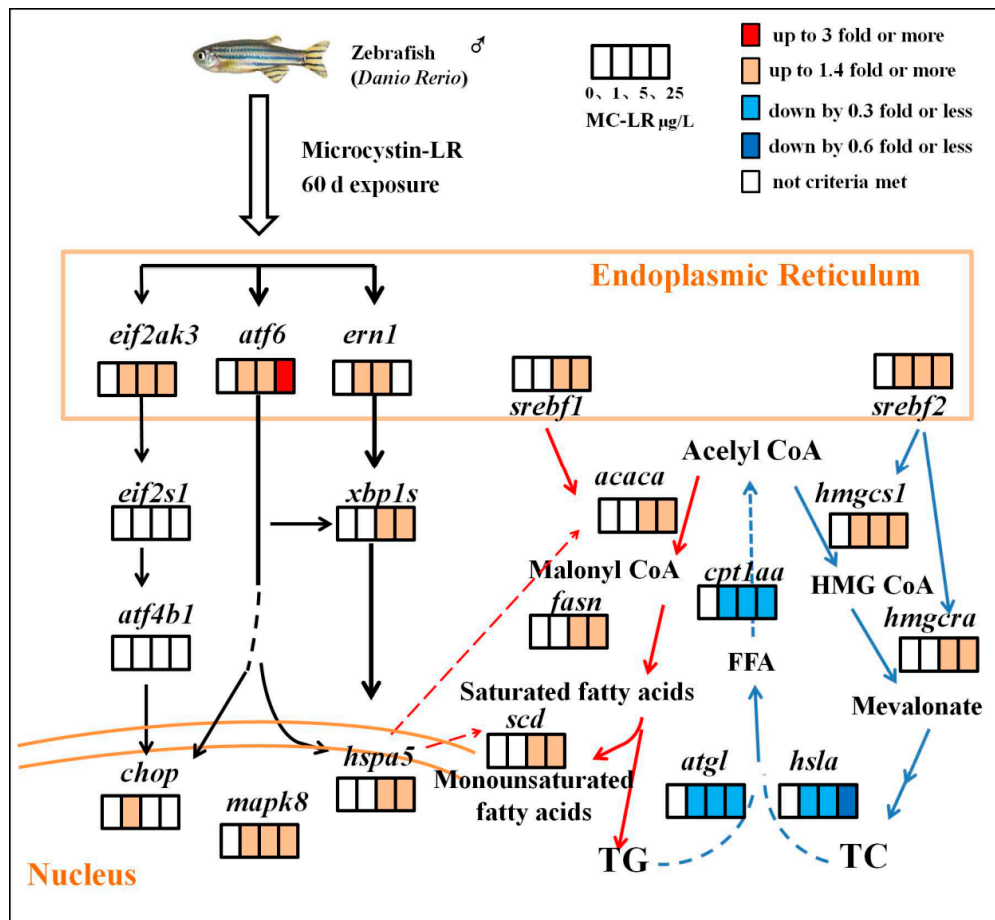 Zebrafish ♂
(Danio Rerio)
0、1、5、25
MC-LR µg/L
up to 3 fold or more
up to 1.4 fold or more
down by 0.3 fold or less
down by 0.6 fold or less
not criteria met
Microcystin-LR
60 d exposure
Endoplasmic Reticulum
eif2ak3
atf6
ern1
srebf1
srebf2
eif2s1
xbp1s
acaca
Acelyl CoA
hmgcs1
Malonyl CoA
cpt1aa
HMG CoA
fasn
hmgcra
atf4b1
FFA
Saturated fatty acids
Mevalonate
scd
chop
hspa5
Monounsaturated
fatty acids
atgl
hsla
mapk8
TG
TC
Nucleus